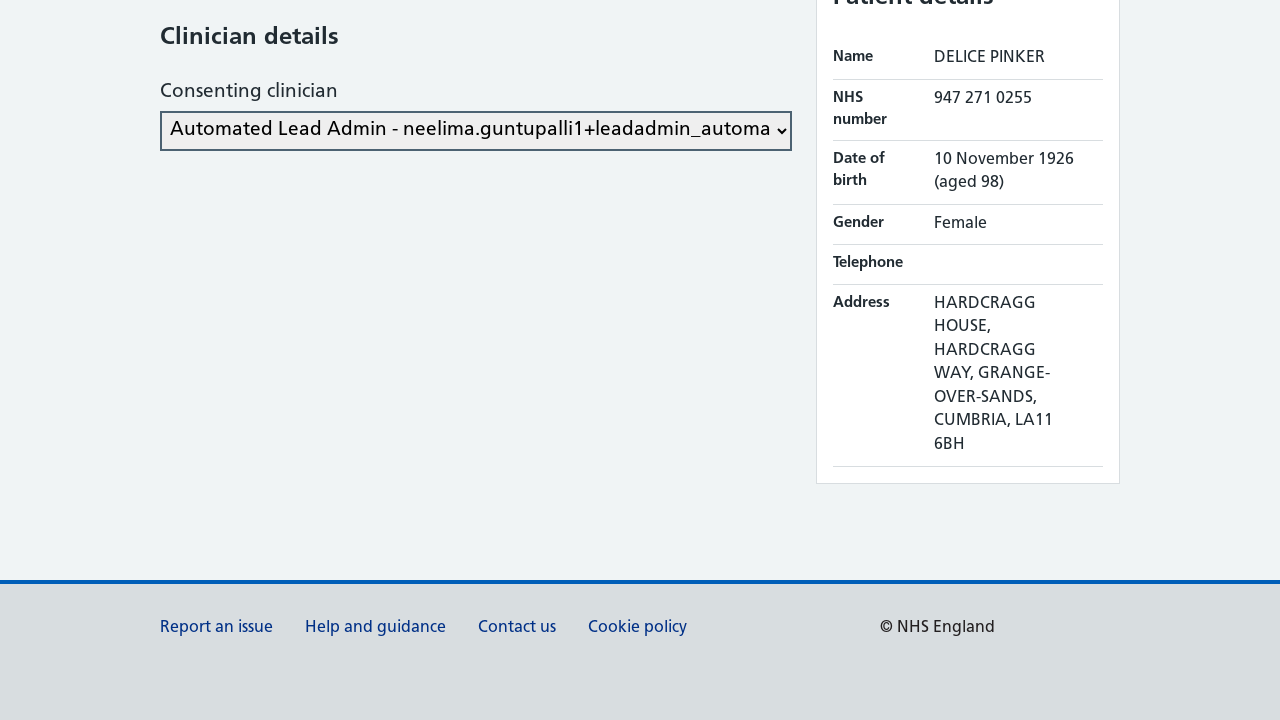 Clinician details
Consenting clinician
Automated Lead Admin - neelima.guntupalli1+leadadmin_automa
Patient details
Name DELICE PINKER
NHS number 947 271 0255
Date of birth 10 November 1926 (aged 98)
Gender Female
Telephone
Address HARDCRAGG
HOUSE,
HARDCRAGG
WAY, GRANGE-
OVER-SANDS,
CUMBRIA, LA11
6BH
Report an issue Help and guidance Contact us Cookie policy © NHS England